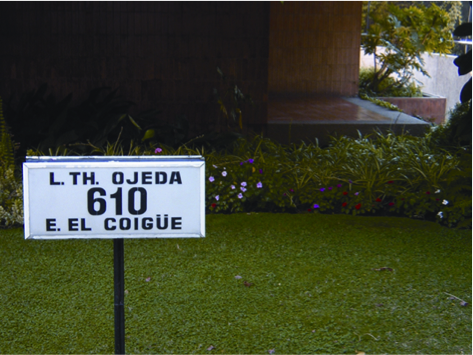 L. TH. OJEDA
610
E. EL COIGÜE